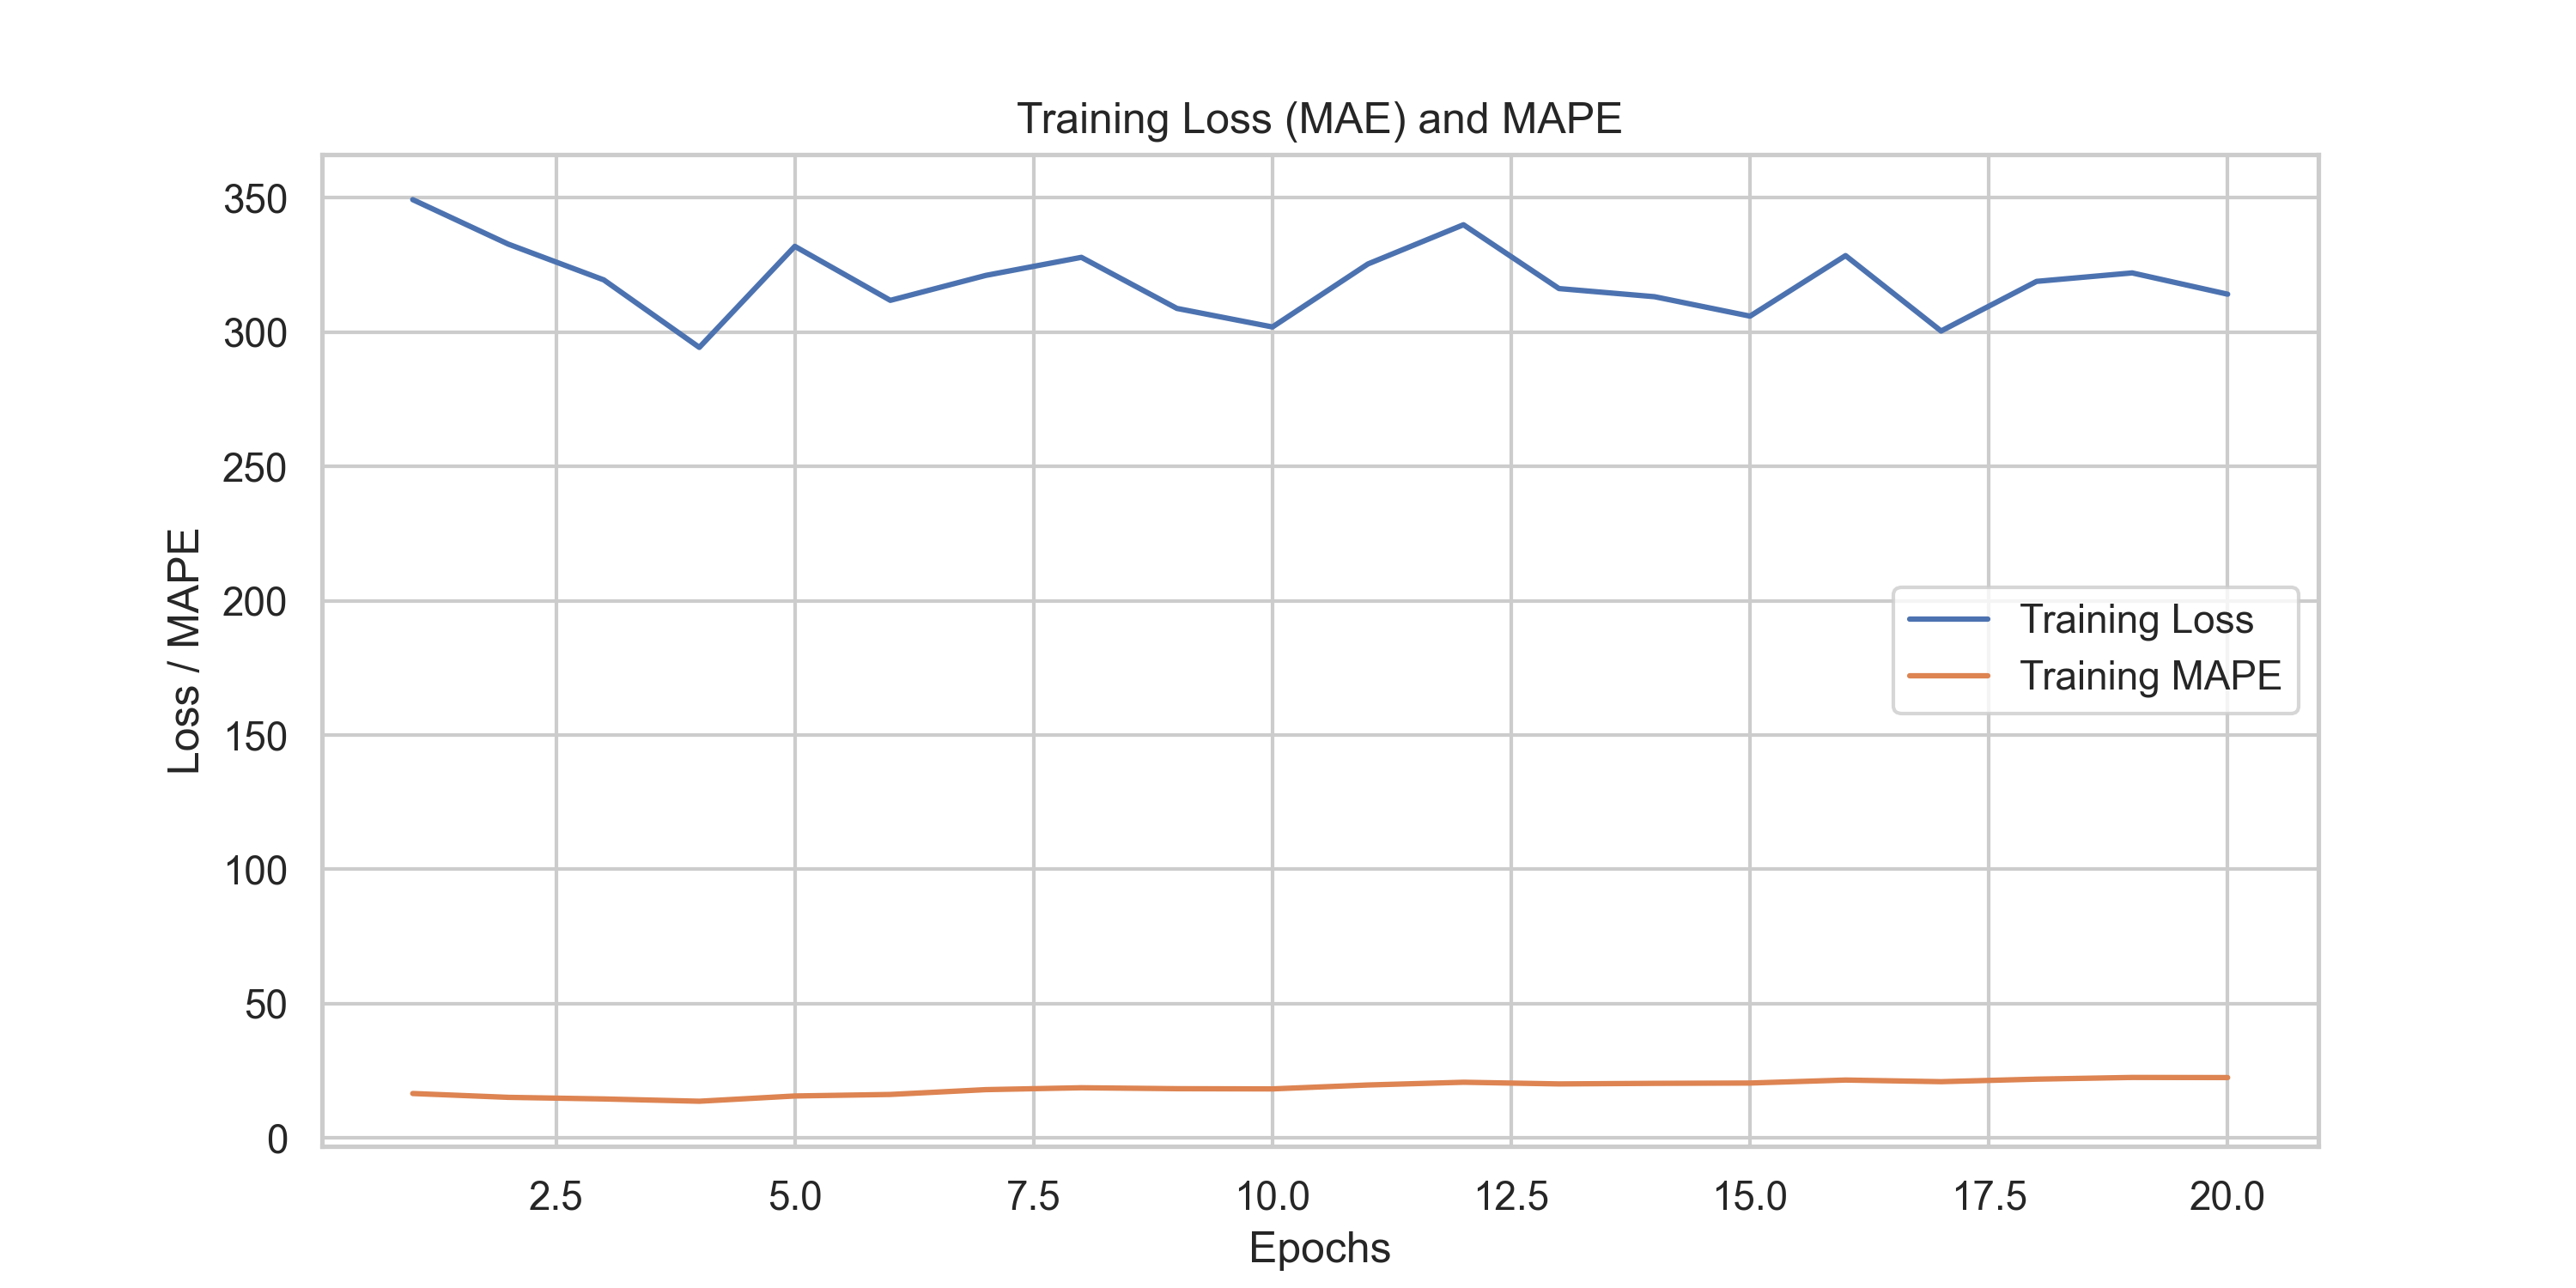 Training Loss (MAE) and MAPE
350
300
250
200
150
100
50
0
Loss / MAPE
Training Loss
Training MAPE
2.5 5.0 7.5 10.0 12.5 15.0 17.5 20.0
Epochs